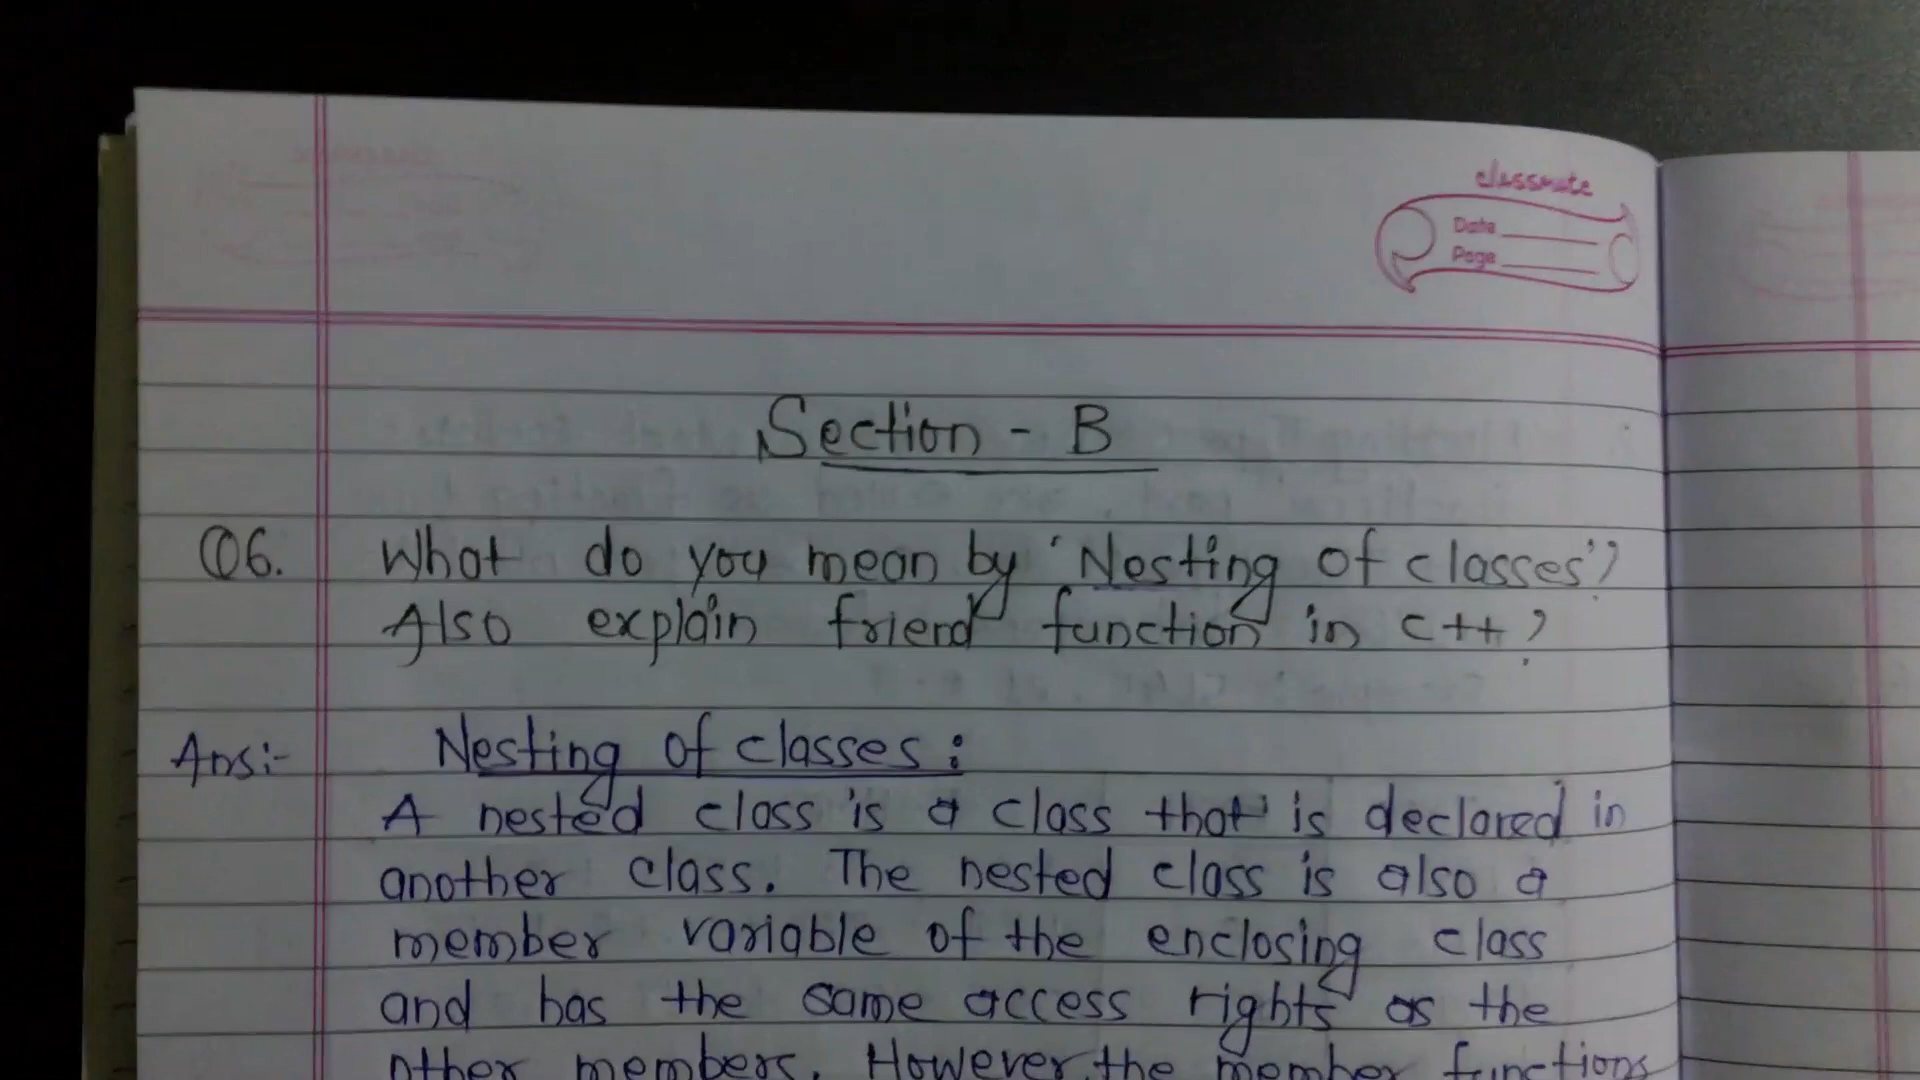 classmate
Date
Page
Section - B
Q6. What do you mean by 'Nesting of classes'?
Also explain friend function in C++?
Ans:- Nesting of classes:
A nested class is a class that is declared in
another class. The nested class is also a
member variable of the enclosing class
and has the same access rights as the
other members. However, the member functions